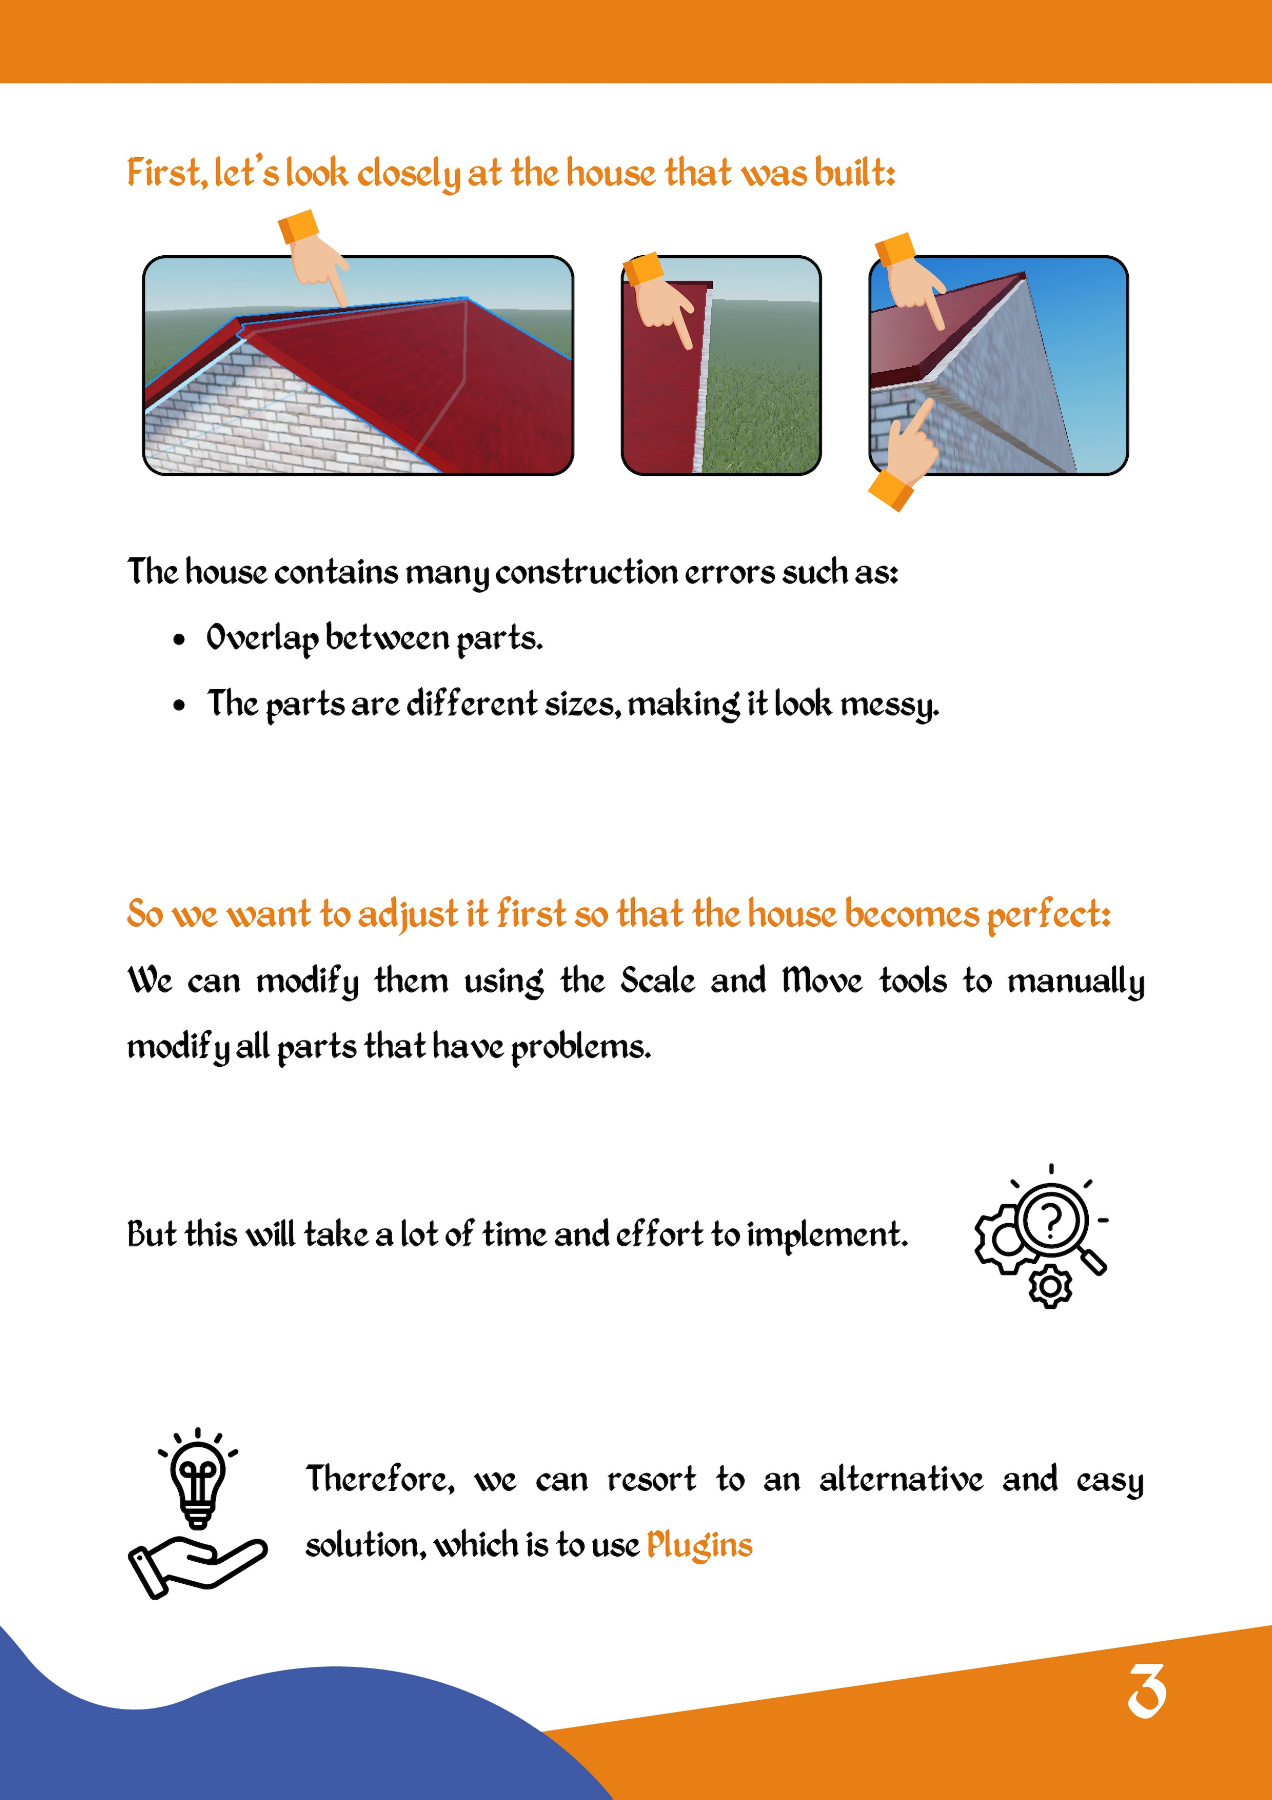 First, let's look closely at the house that was built:
The house contains many construction errors such as:
• Overlap between parts.
• The parts are different sizes, making it look messy.
So we want to adjust it first so that the house becomes perfect:
We can modify them using the Scale and Move tools to manually
modify all parts that have problems.
?
But this will take a lot of time and effort to implement.
Therefore, we can resort to an alternative and easy
solution, which is to use Plugins
3